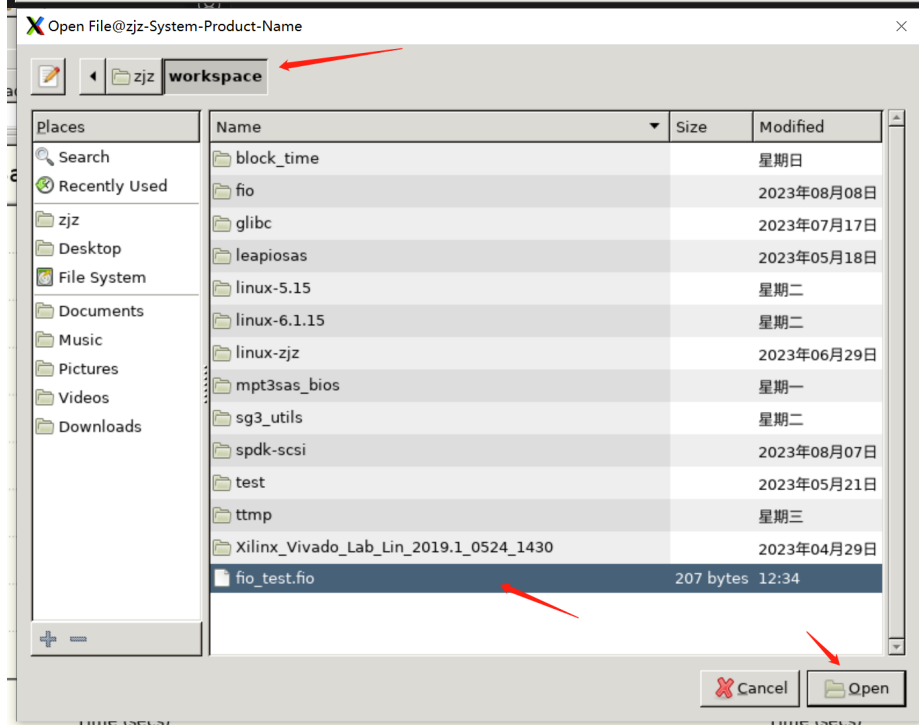 Open File@zjz-System-Product-Name
zjz workspace
Places
Search
Recently Used
zjz
Desktop
File System
Documents
Music
Pictures
Videos
Downloads
Name Size Modified
block_time 星期日
fio 2023年08月08日
glibc 2023年07月17日
leapiosas 2023年05月18日
linux-5.15 星期二
linux-6.1.15 星期二
linux-zjz 2023年06月29日
mpt3sas_bios 星期一
sg3_utils 星期二
spdk-scsi 2023年08月07日
test 2023年05月21日
ttmp 星期三
Xilinx_Vivado_Lab_Lin_2019.1_0524_1430 2023年04月29日
fio_test.fio 207 bytes 12:34
Cancel Open